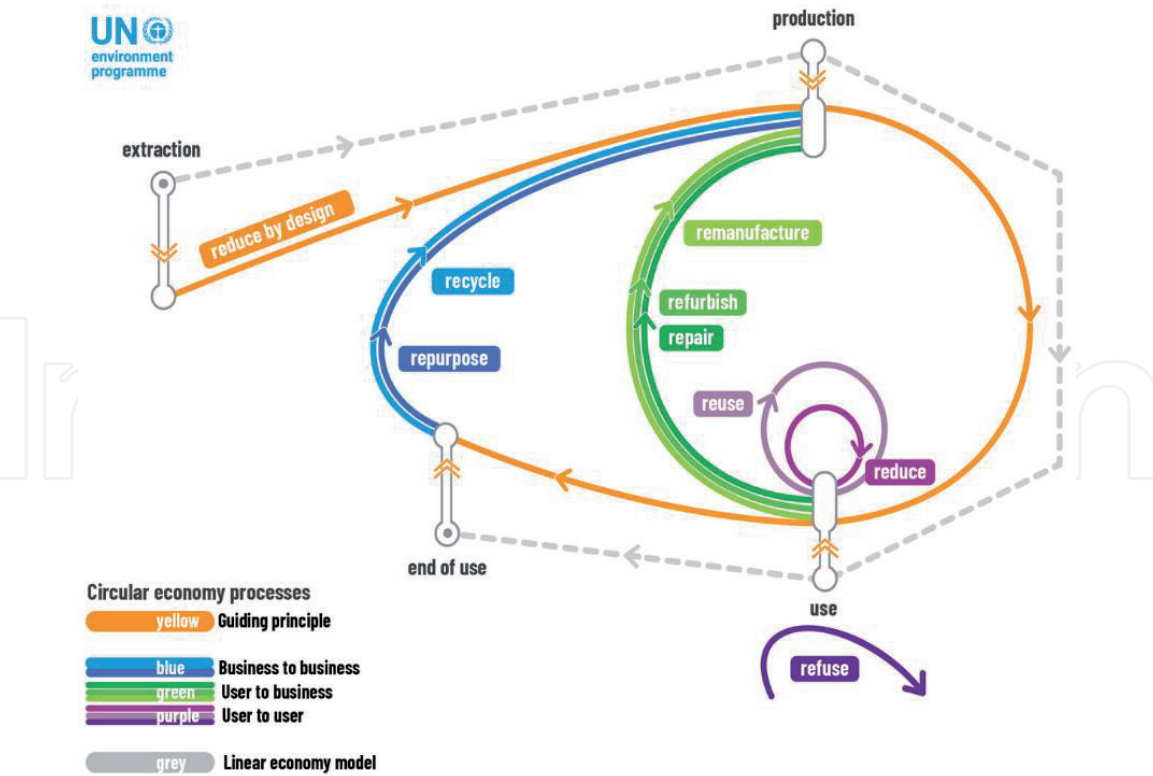 UN
environment
programme
production
extraction
reduce by design
remanufacture
recycle
refurbish
repair
repurpose
reuse
reduce
end of use
use
refuse
Circular economy processes
yellow Guiding principle
blue Business to business
green User to business
purple User to user
grey Linear economy model